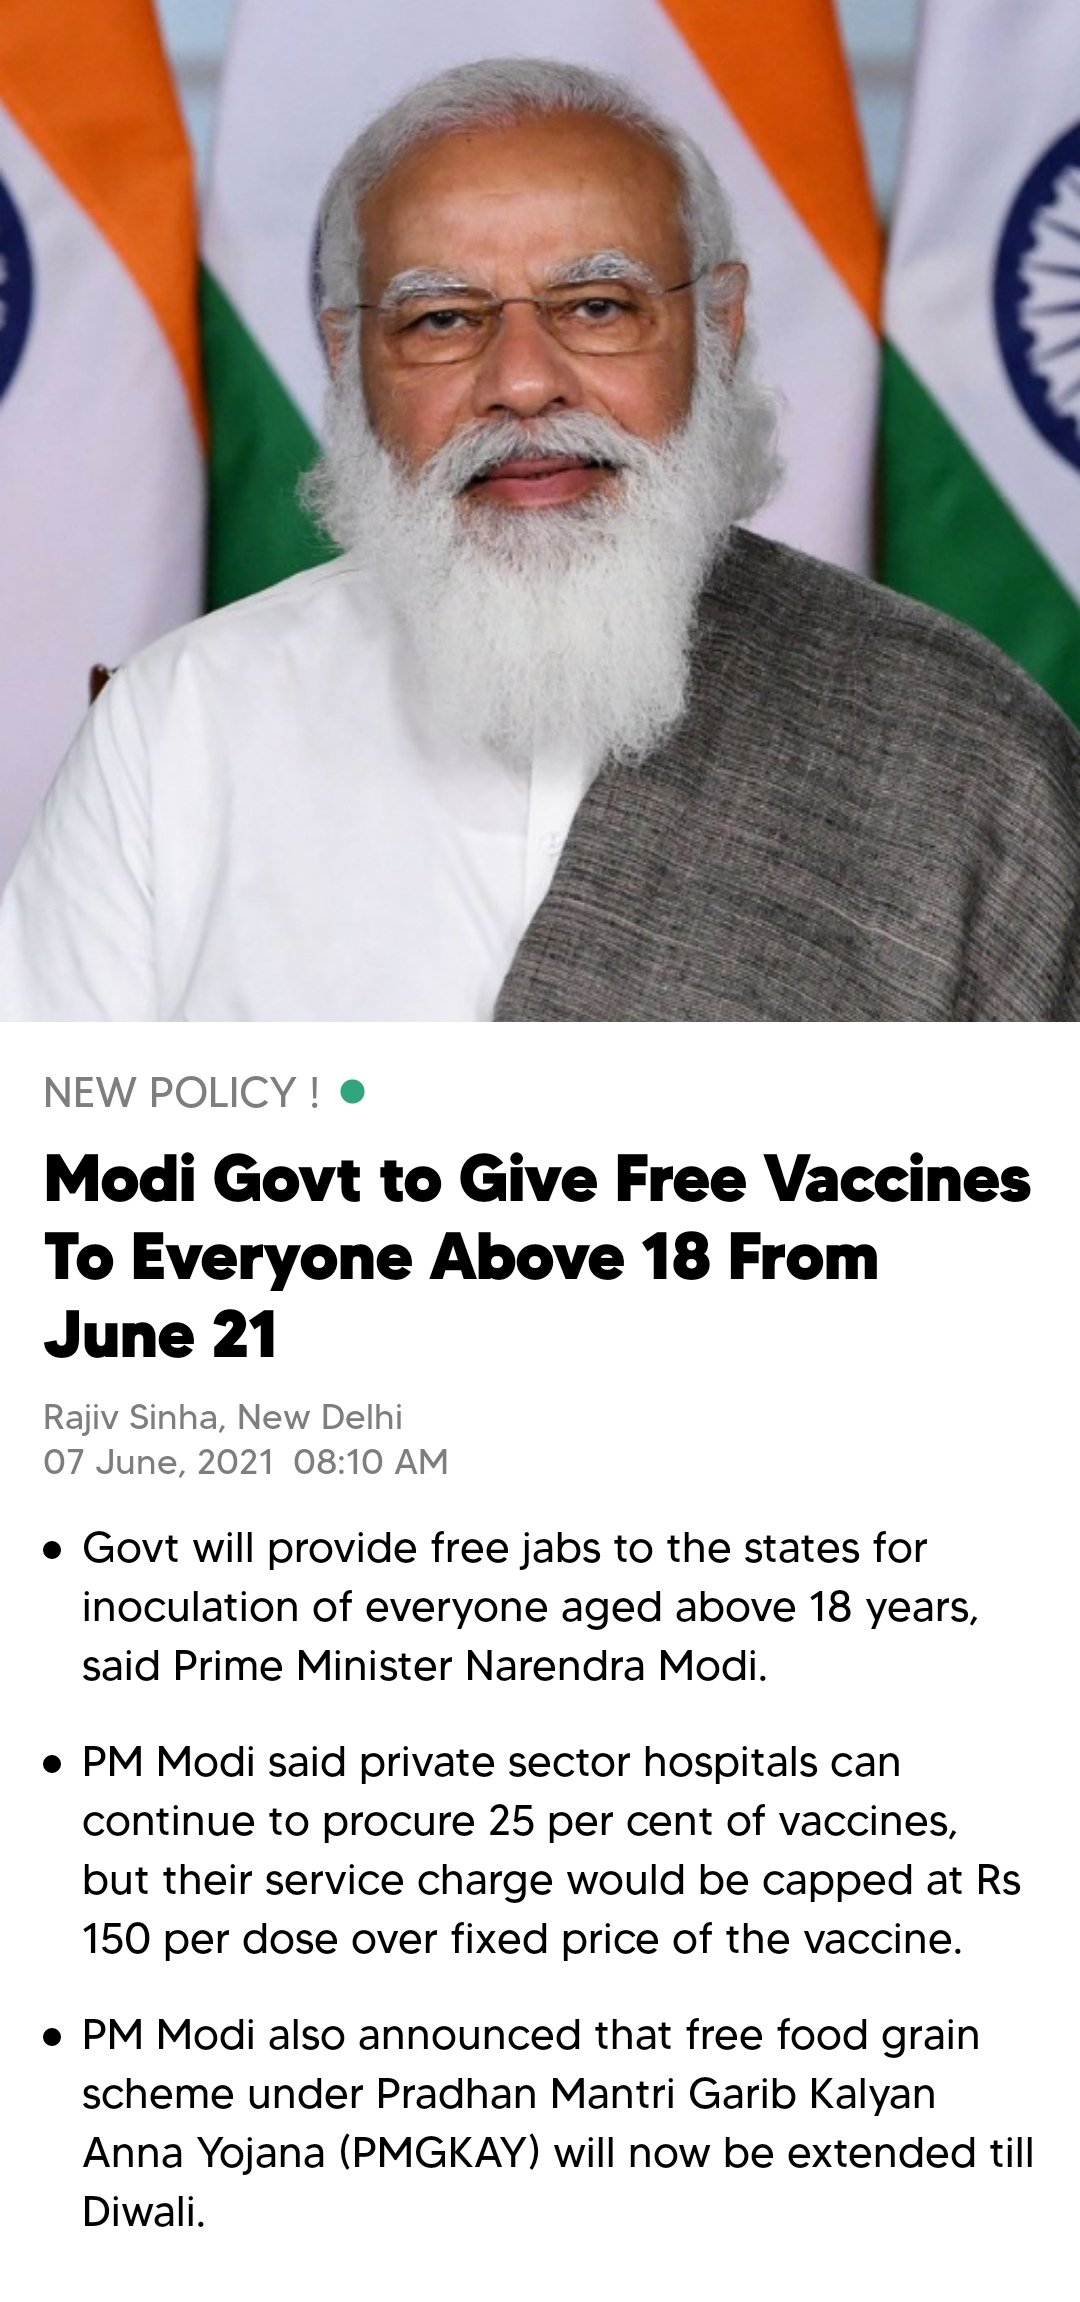 NEW POLICY !
Modi Govt to Give Free Vaccines
To Everyone Above 18 From
June 21
Rajiv Sinha, New Delhi
07 June, 2021 08:10 AM
• Govt will provide free jabs to the states for
inoculation of everyone aged above 18 years,
said Prime Minister Narendra Modi.
• PM Modi said private sector hospitals can
continue to procure 25 per cent of vaccines,
but their service charge would be capped at Rs
150 per dose over fixed price of the vaccine.
• PM Modi also announced that free food grain
scheme under Pradhan Mantri Garib Kalyan
Anna Yojana (PMGKAY) will now be extended till
Diwali.